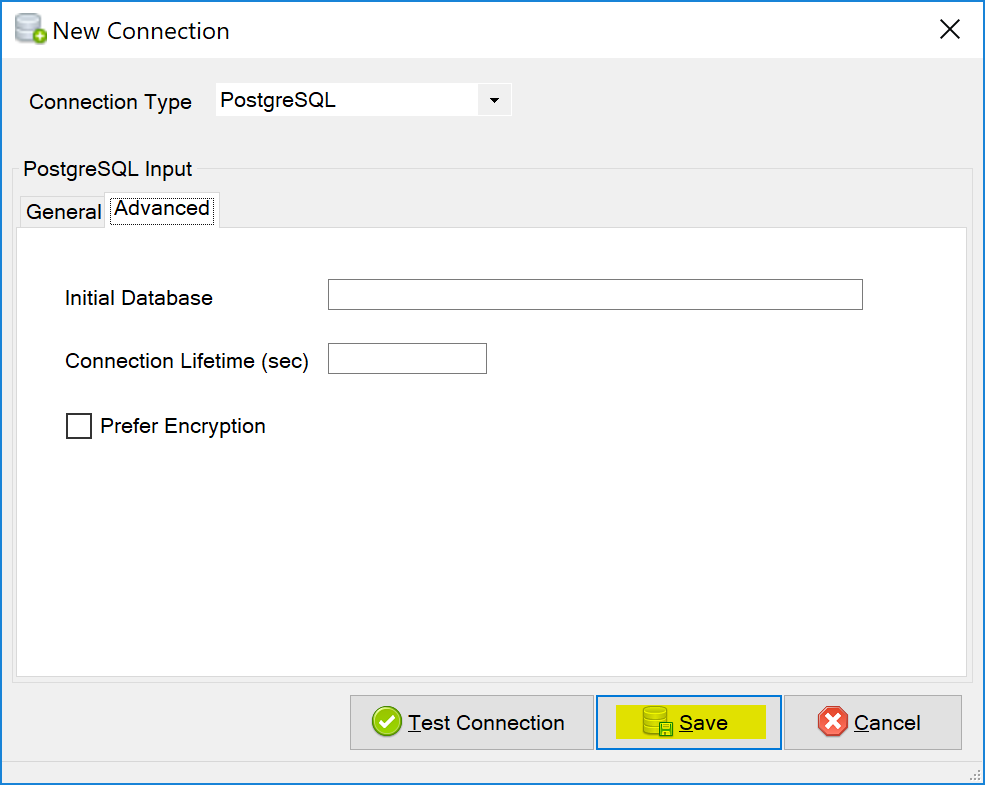 New Connection
Connection Type PostgreSQL
PostgreSQL Input
General Advanced
Initial Database
Connection Lifetime (sec)
Prefer Encryption
Test Connection Save Cancel